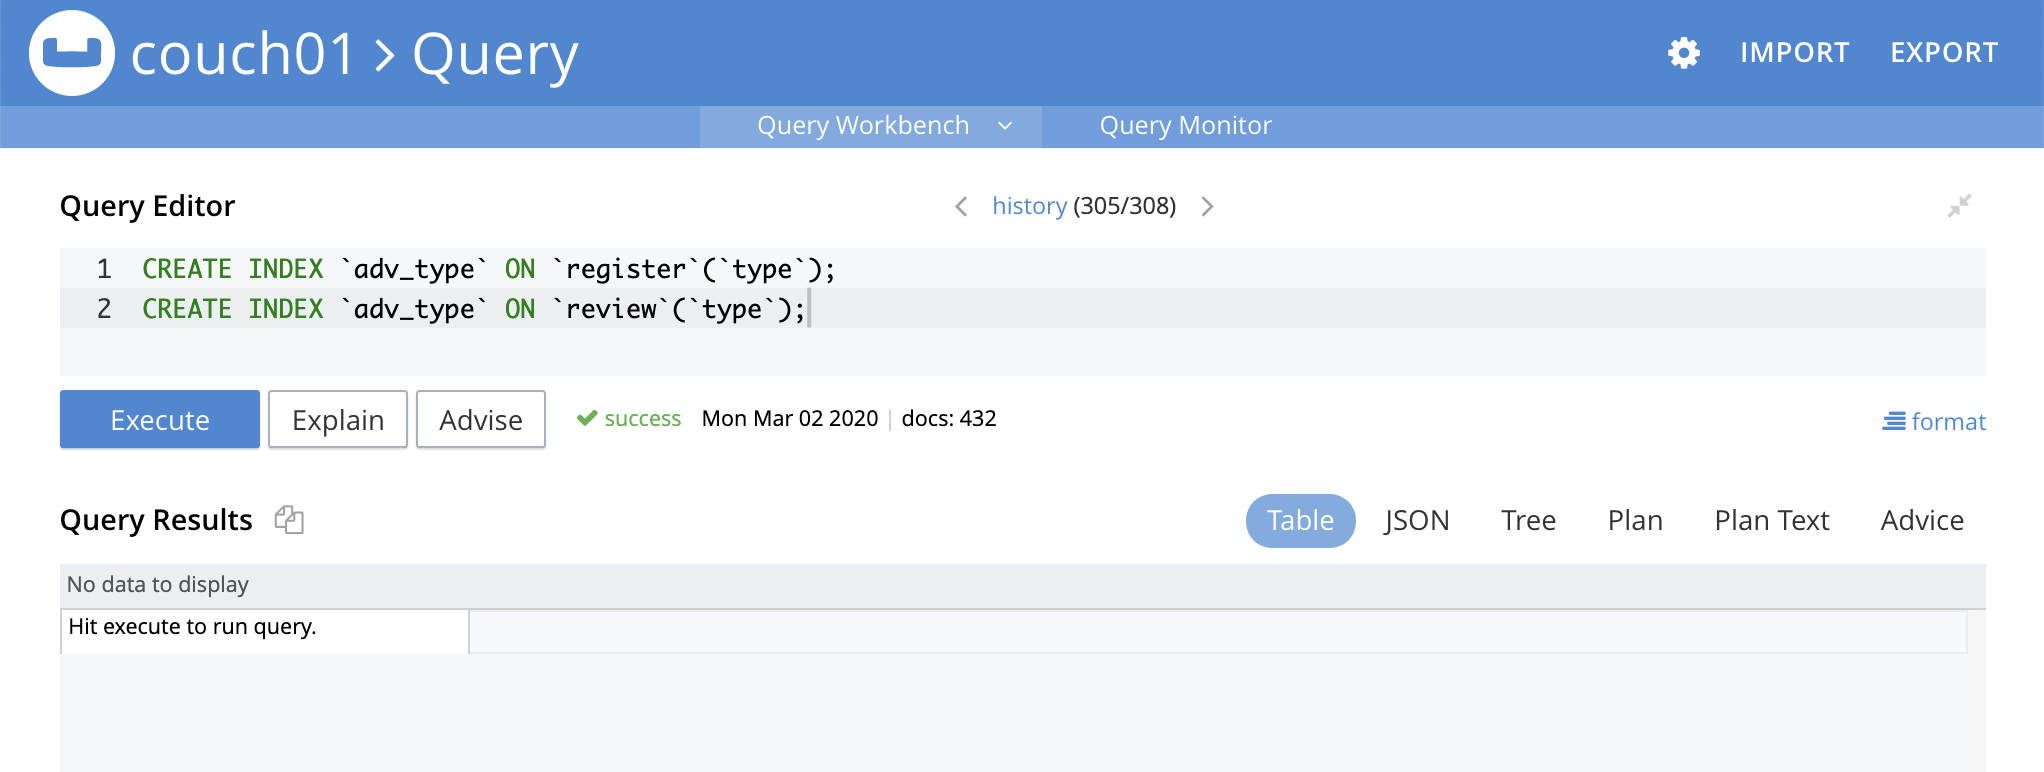 couch01 > Query
IMPORT EXPORT
Query Workbench Query Monitor
Query Editor
history (305/308)
1 CREATE INDEX `adv_type` ON `register`(`type`);
2 CREATE INDEX `adv_type` ON `review`(`type`);
Execute Explain Advise success Mon Mar 02 2020 | docs: 432 format
Query Results
Table JSON Tree Plan Plan Text Advice
No data to display
Hit execute to run query.